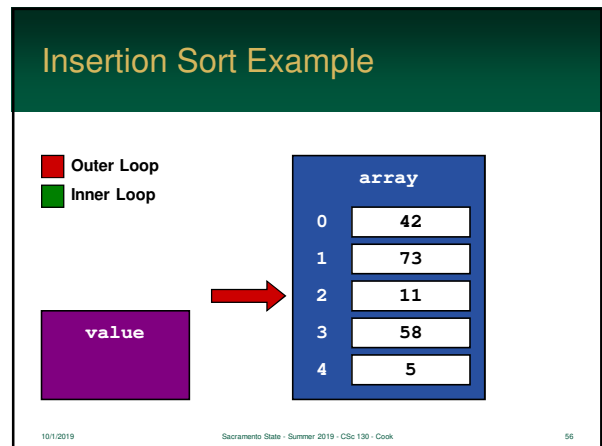 Insertion Sort Example
Outer Loop
Inner Loop
array
0 42
1 73
2 11
3 58
4 5
value
10/1/2019 Sacramento State - Summer 2019 - CSc 130 - Cook 56